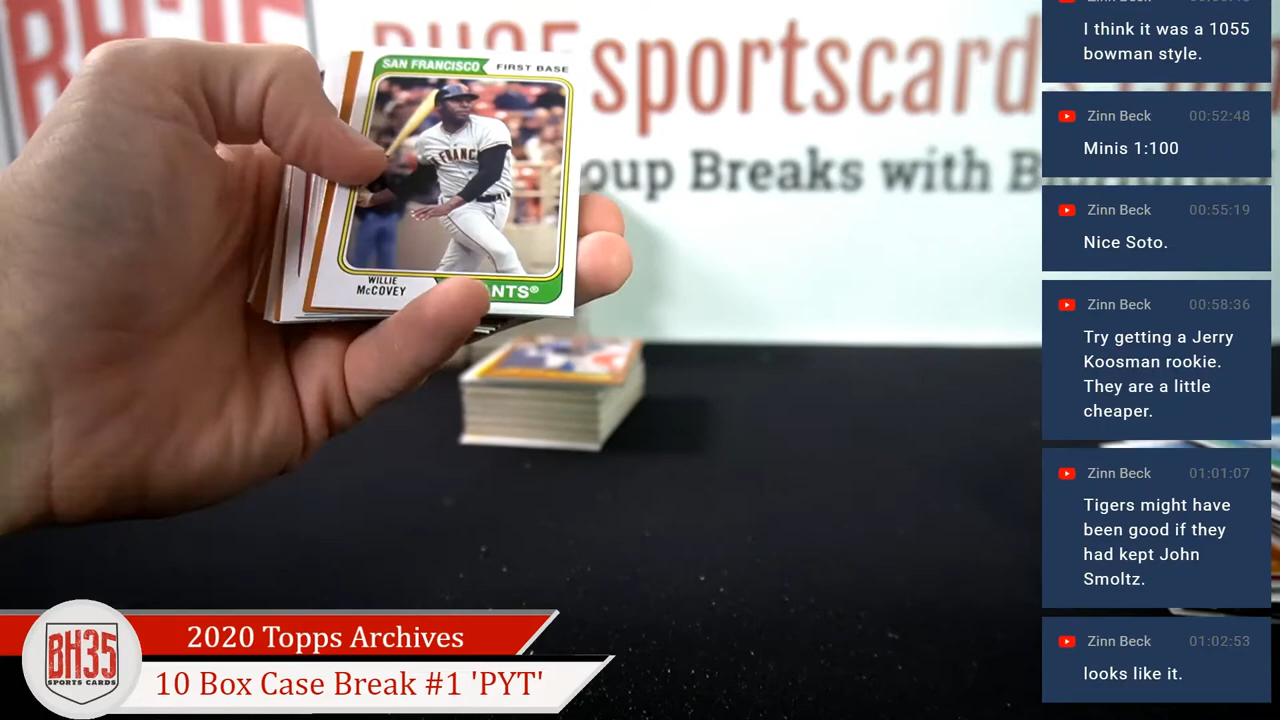 sportscards
oup Breaks with B
SAN FRANCISCO FIRST BASE
FRANC
WILLIE
McCOVEY
ANTS®
I think it was a 1055
bowman style.
Zinn Beck 00:52:48
Minis 1:100
Zinn Beck 00:55:19
Nice Soto.
Zinn Beck 00:58:36
Try getting a Jerry
Koosman rookie.
They are a little
cheaper.
Zinn Beck 01:01:07
Tigers might have
been good if they
had kept John
Smoltz.
Zinn Beck 01:02:53
looks like it.
BH35
SPORTS CARDS
2020 Topps Archives
10 Box Case Break #1 'PYT'